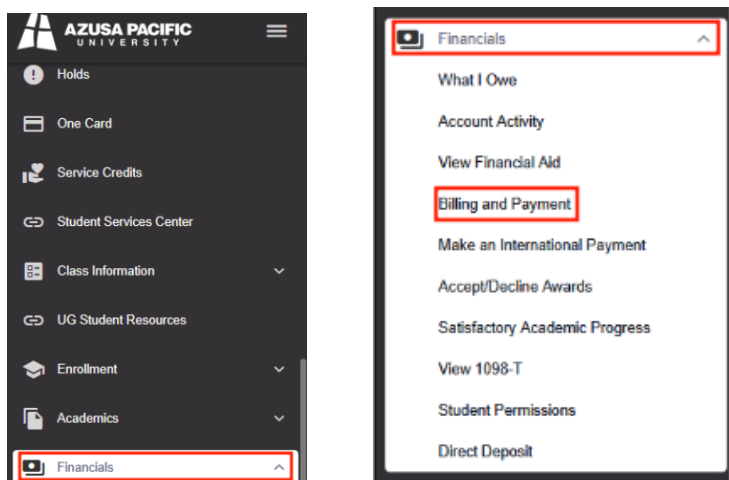 AZUSA PACIFIC
UNIVERSITY
Holds
One Card
Service Credits
Student Services Center
Class Information
UG Student Resources
Enrollment
Academics
Financials
Financials
What I Owe
Account Activity
View Financial Aid
Billing and Payment
Make an International Payment
Accept/Decline Awards
Satisfactory Academic Progress
View 1098-T
Student Permissions
Direct Deposit